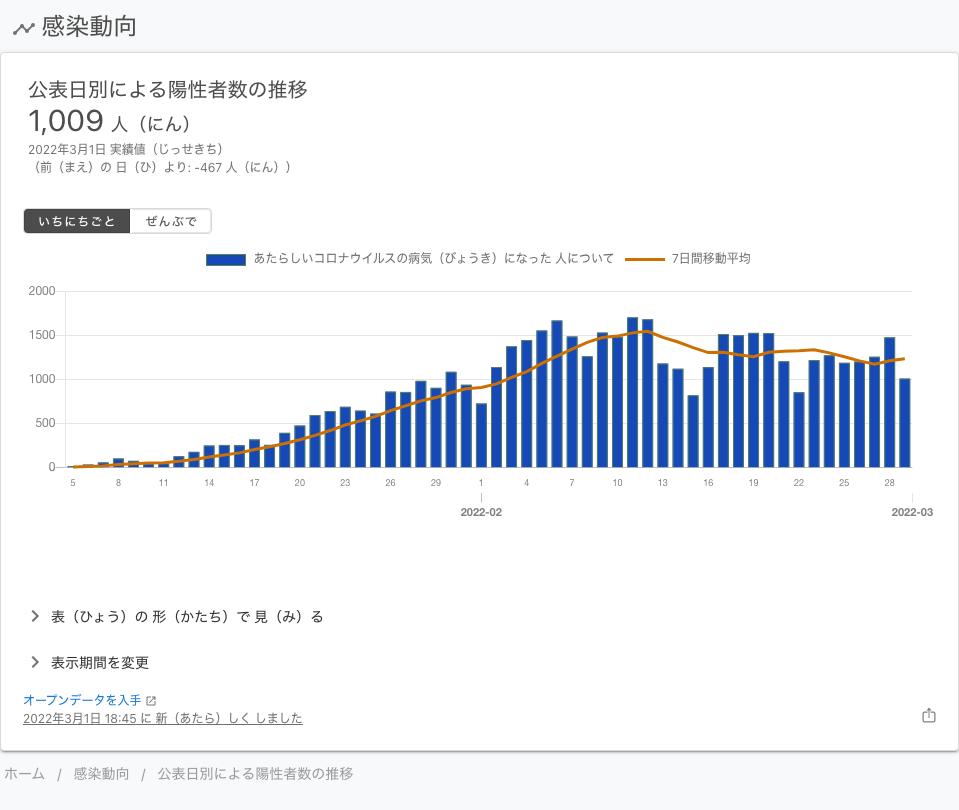 感染動向
公表日別による陽性者数の推移
1,009 人（にん）
2022年3月1日 実績値（じっせきち）
（前（まえ）の 日（ひ）より: -467 人（にん））
いちにちごと ぜんぶで
あたらしいコロナウイルスの病気（びょうき）になった 人について 7日間移動平均
2000
1500
1000
500
0
5 8 11 14 17 20 23 26 29 1 4 7 10 13 16 19 22 25 28
2022-02 2022-03
表（ひょう）の 形（かたち）で 見（み）る
表示期間を変更
オープンデータを入手
2022年3月1日 18:45 に 新（あたら）しく しました
ホーム / 感染動向 / 公表日別による陽性者数の推移